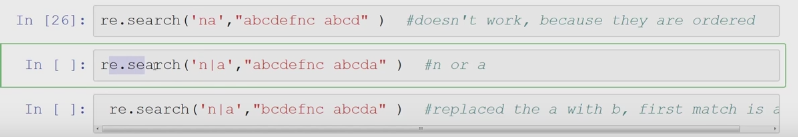 In [26]: re.search('na',"abcdefnc abcd" )  #doesn't work, because they are ordered
In [ ]: re.search('n|a',"abcdefnc abcda" )  #n or a
In [ ]: re.search('n|a',"bcdefnc abcda" )  #replaced the a with b, first match is a